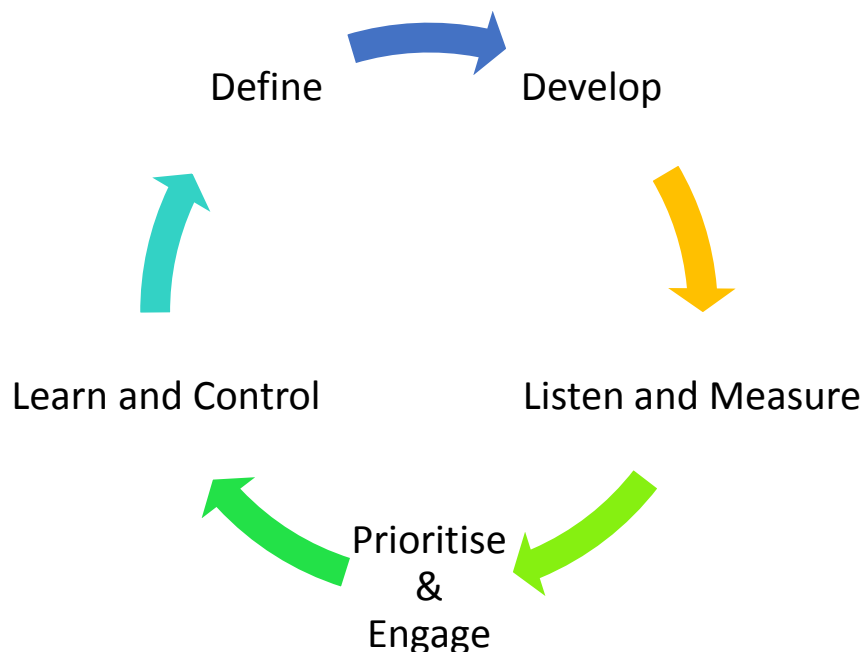 Define
Develop
Listen and Measure
Prioritise
&
Engage
Learn and Control